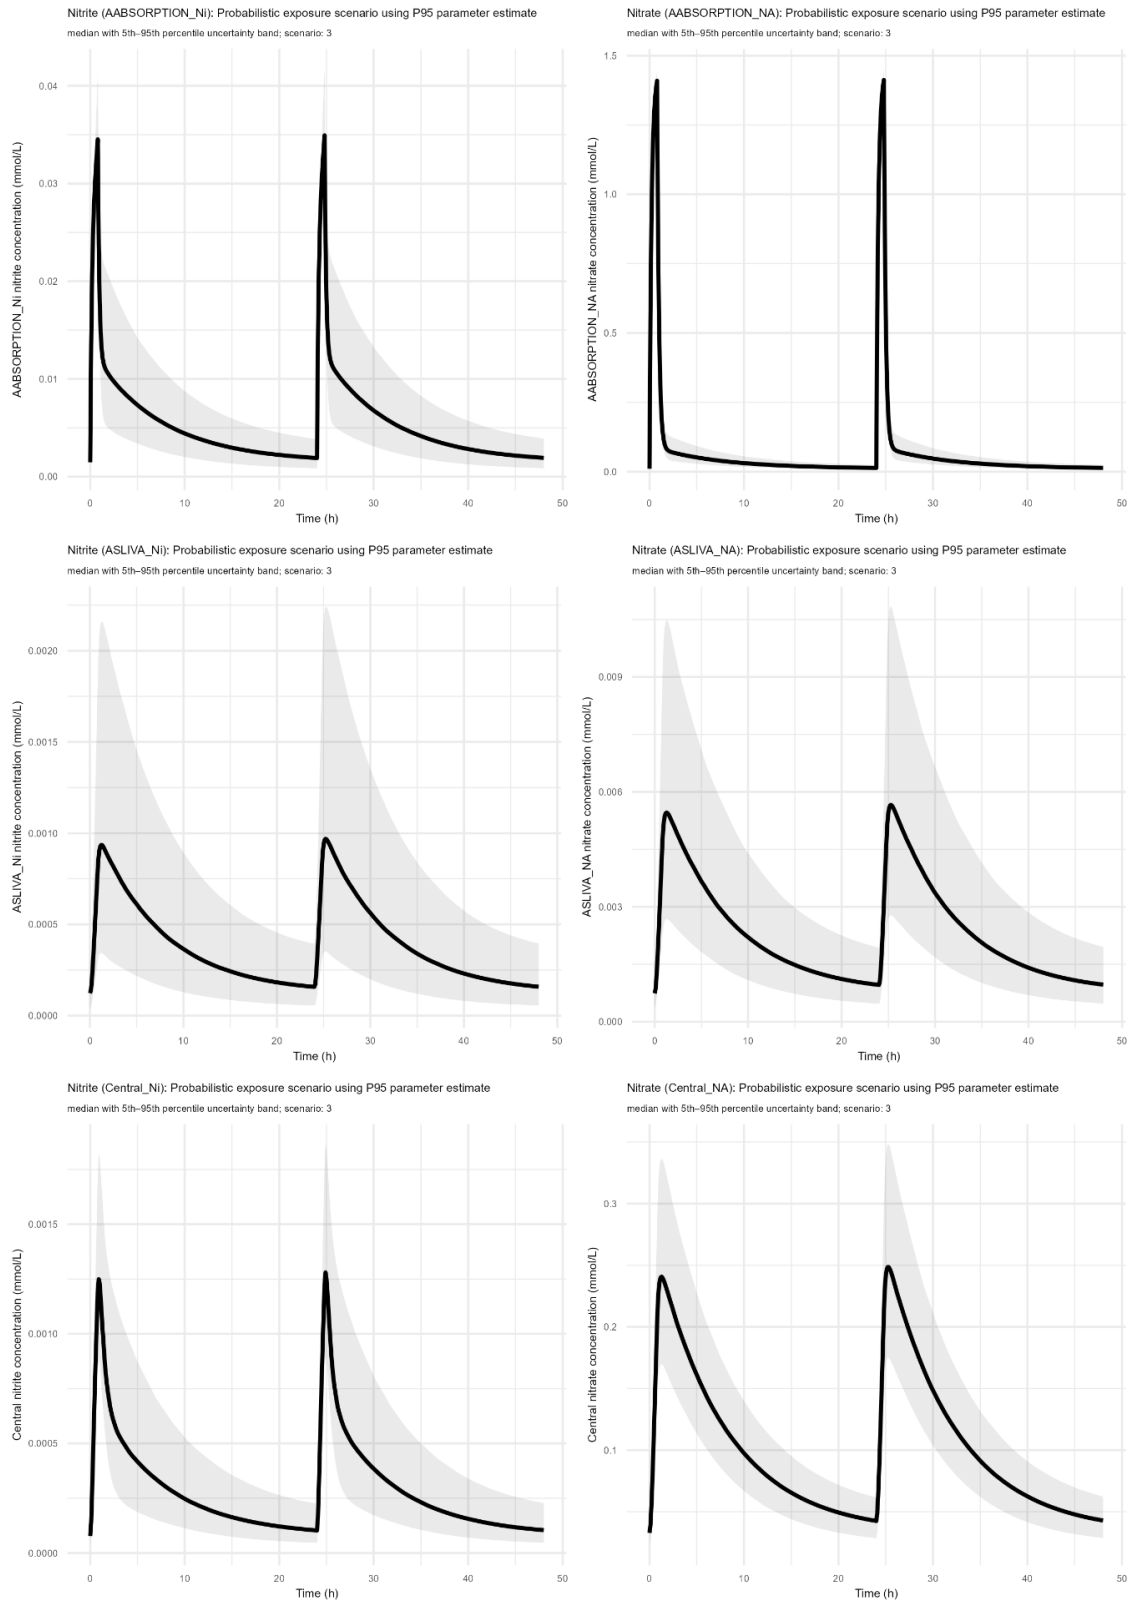 Nitrite (AABSORPTION_Ni): Probabilistic exposure scenario using P95 parameter estimate
median with 5th–95th percentile uncertainty band; scenario: 3
AABSORPTION_Ni nitrite concentration (mmol/L)
0.04
0.03
0.02
0.01
0.00
0 10 20 30 40 50
Time (h)
Nitrate (AABSORPTION_NA): Probabilistic exposure scenario using P95 parameter estimate
median with 5th–95th percentile uncertainty band; scenario: 3
AABSORPTION_NA nitrate concentration (mmol/L)
1.5
1.0
0.5
0.0
0 10 20 30 40 50
Time (h)
Nitrite (ASLIVA_Ni): Probabilistic exposure scenario using P95 parameter estimate
median with 5th–95th percentile uncertainty band; scenario: 3
ASLIVA_Ni nitrite concentration (mmol/L)
0.0020
0.0015
0.0010
0.0005
0.0000
0 10 20 30 40 50
Time (h)
Nitrate (ASLIVA_NA): Probabilistic exposure scenario using P95 parameter estimate
median with 5th–95th percentile uncertainty band; scenario: 3
ASLIVA_NA nitrate concentration (mmol/L)
0.009
0.006
0.003
0.000
0 10 20 30 40 50
Time (h)
Nitrite (Central_Ni): Probabilistic exposure scenario using P95 parameter estimate
median with 5th–95th percentile uncertainty band; scenario: 3
Central nitrite concentration (mmol/L)
0.0015
0.0010
0.0005
0.0000
0 10 20 30 40 50
Time (h)
Nitrate (Central_NA): Probabilistic exposure scenario using P95 parameter estimate
median with 5th–95th percentile uncertainty band; scenario: 3
Central nitrate concentration (mmol/L)
0.3
0.2
0.1
0 10 20 30 40 50
Time (h)